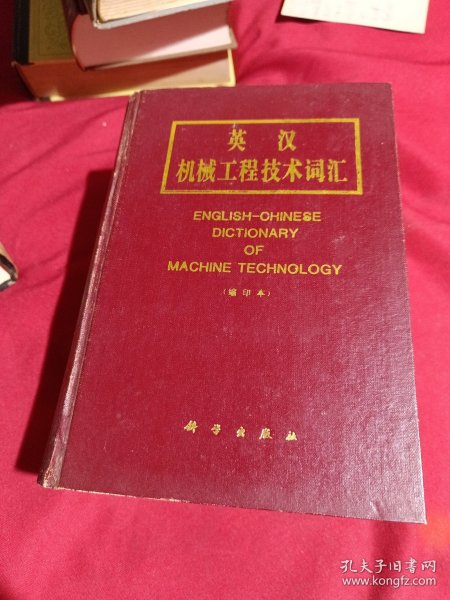 英汉
机械工程技术词汇
ENGLISH-CHINESE
DICTIONARY
OF
MACHINE TECHNOLOGY
(缩印本)
科学出版社
孔夫子旧书网
www.kongfz.com